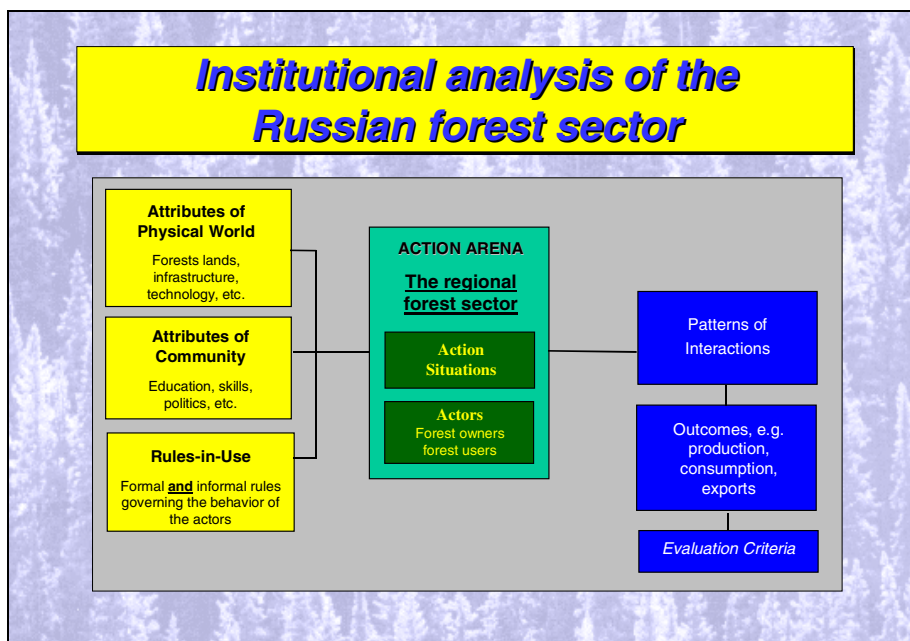 Institutional analysis of the
Russian forest sector
Attributes of
Physical World
Forests lands,
infrastructure,
technology, etc.
Attributes of
Community
Education, skills,
politics, etc.
Rules-in-Use
Formal and informal rules
governing the behavior of
the actors
ACTION ARENA
The regional
forest sector
Action
Situations
Actors
Forest owners
forest users
Patterns of
Interactions
Outcomes, e.g.
production,
consumption,
exports
Evaluation Criteria